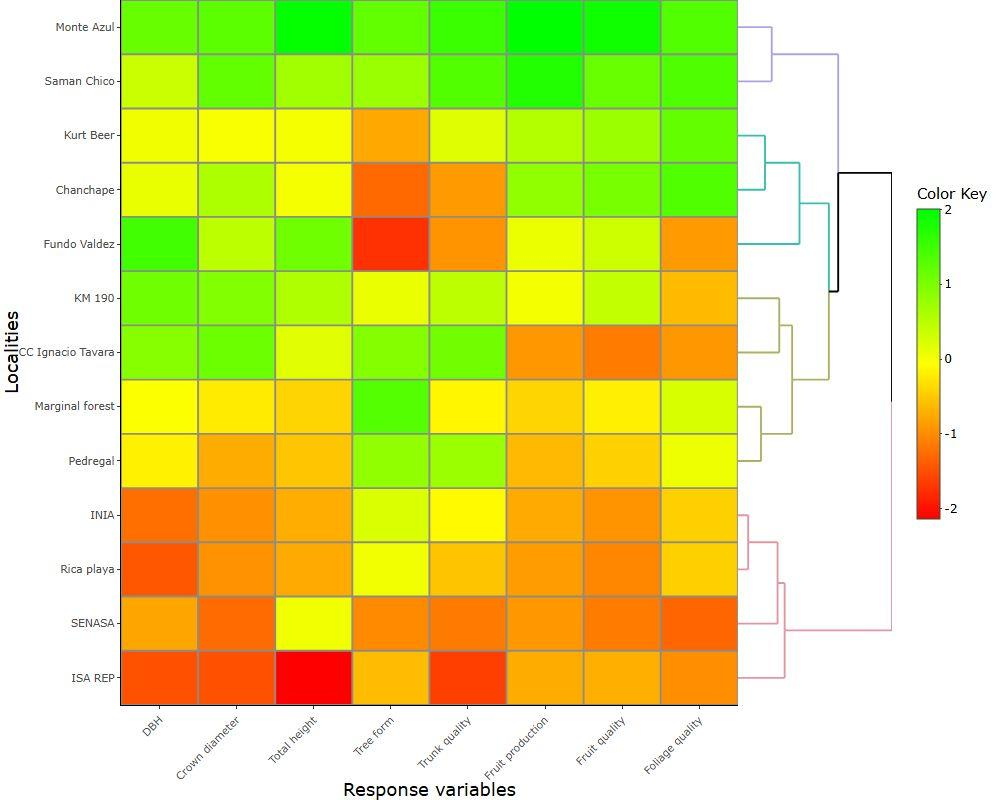 Monte Azul
Saman Chico
Kurt Beer
Chanchape
Fundo Valdez
KM 190
CC Ignacio Tavara
Marginal forest
Pedregal
INIA
Rica playa
SENASA
ISA REP
Localities
DBH
Crown diameter
Total height
Tree form
Trunk quality
Fruit production
Fruit quality
Foliage quality
Response variables
Color Key
2
1
0
-1
-2